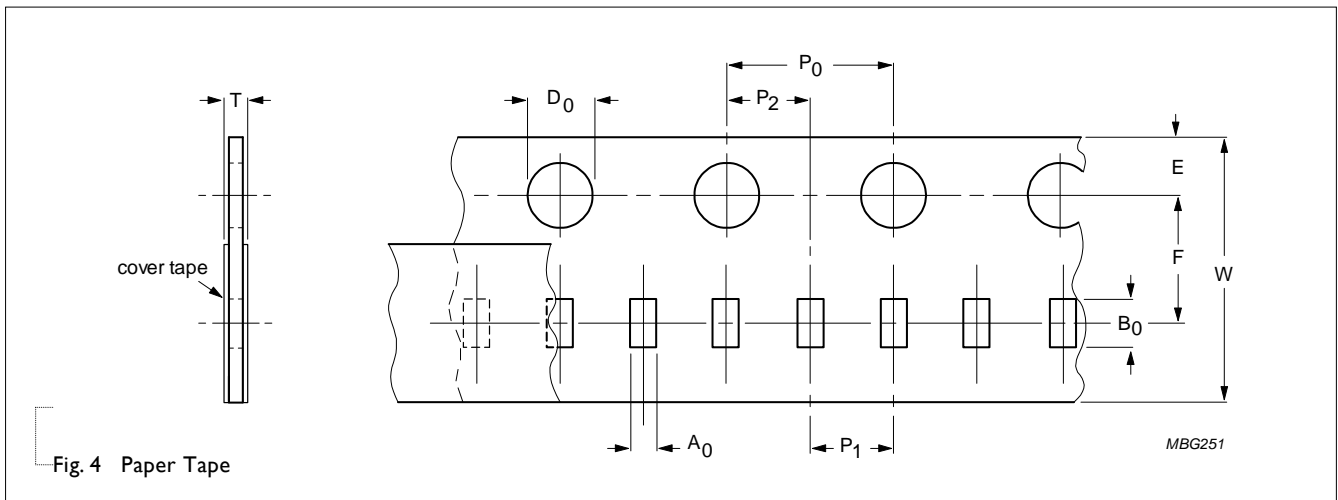 P0
P2
T
D0
E
F
W
cover tape
B0
A0
P1
MBG251
Fig. 4 Paper Tape